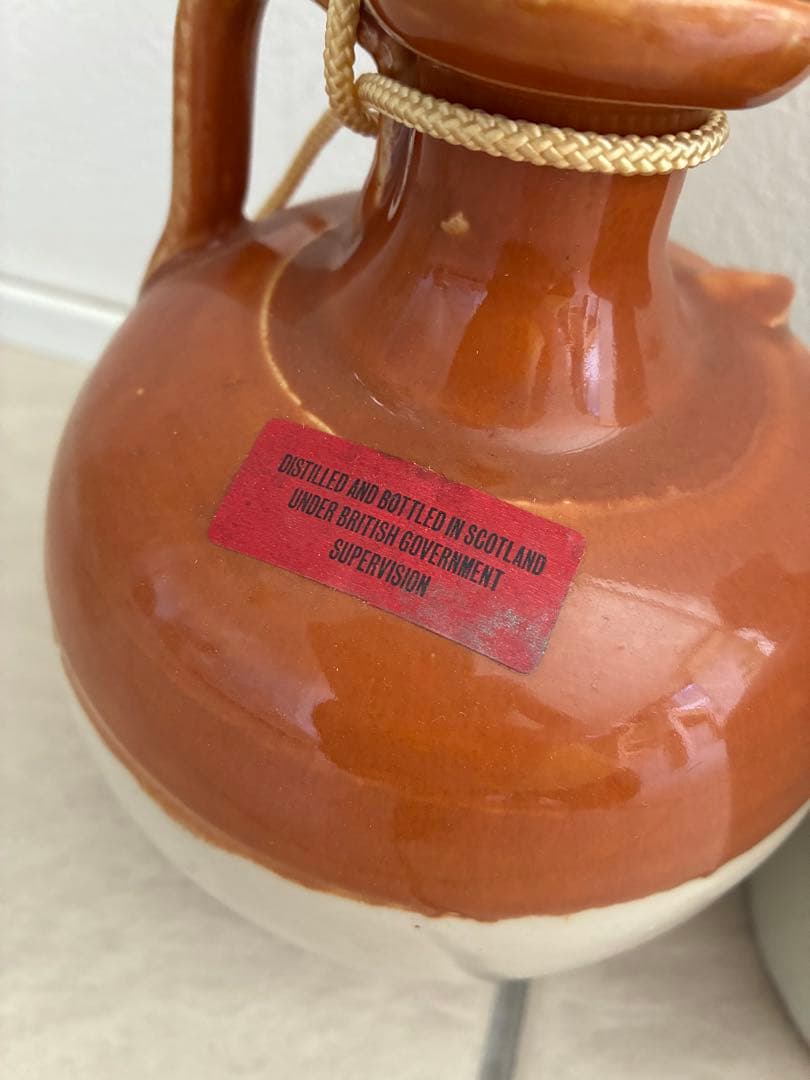 DISTILLED AND BOTTLED IN SCOTLAND
UNDER BRITISH GOVERNMENT
SUPERVISION